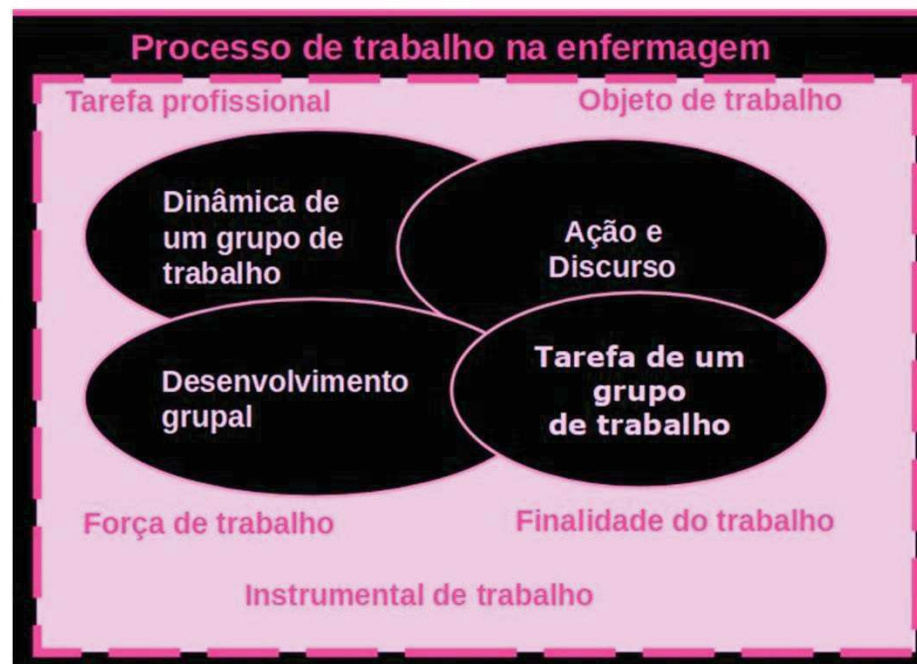 Processo de trabalho na enfermagem
Tarefa profissional
Objeto de trabalho
Dinâmica de
um grupo de
trabalho
Ação e
Discurso
Desenvolvimento
grupal
Tarefa de um
grupo
de trabalho
Força de trabalho
Finalidade do trabalho
Instrumental de trabalho